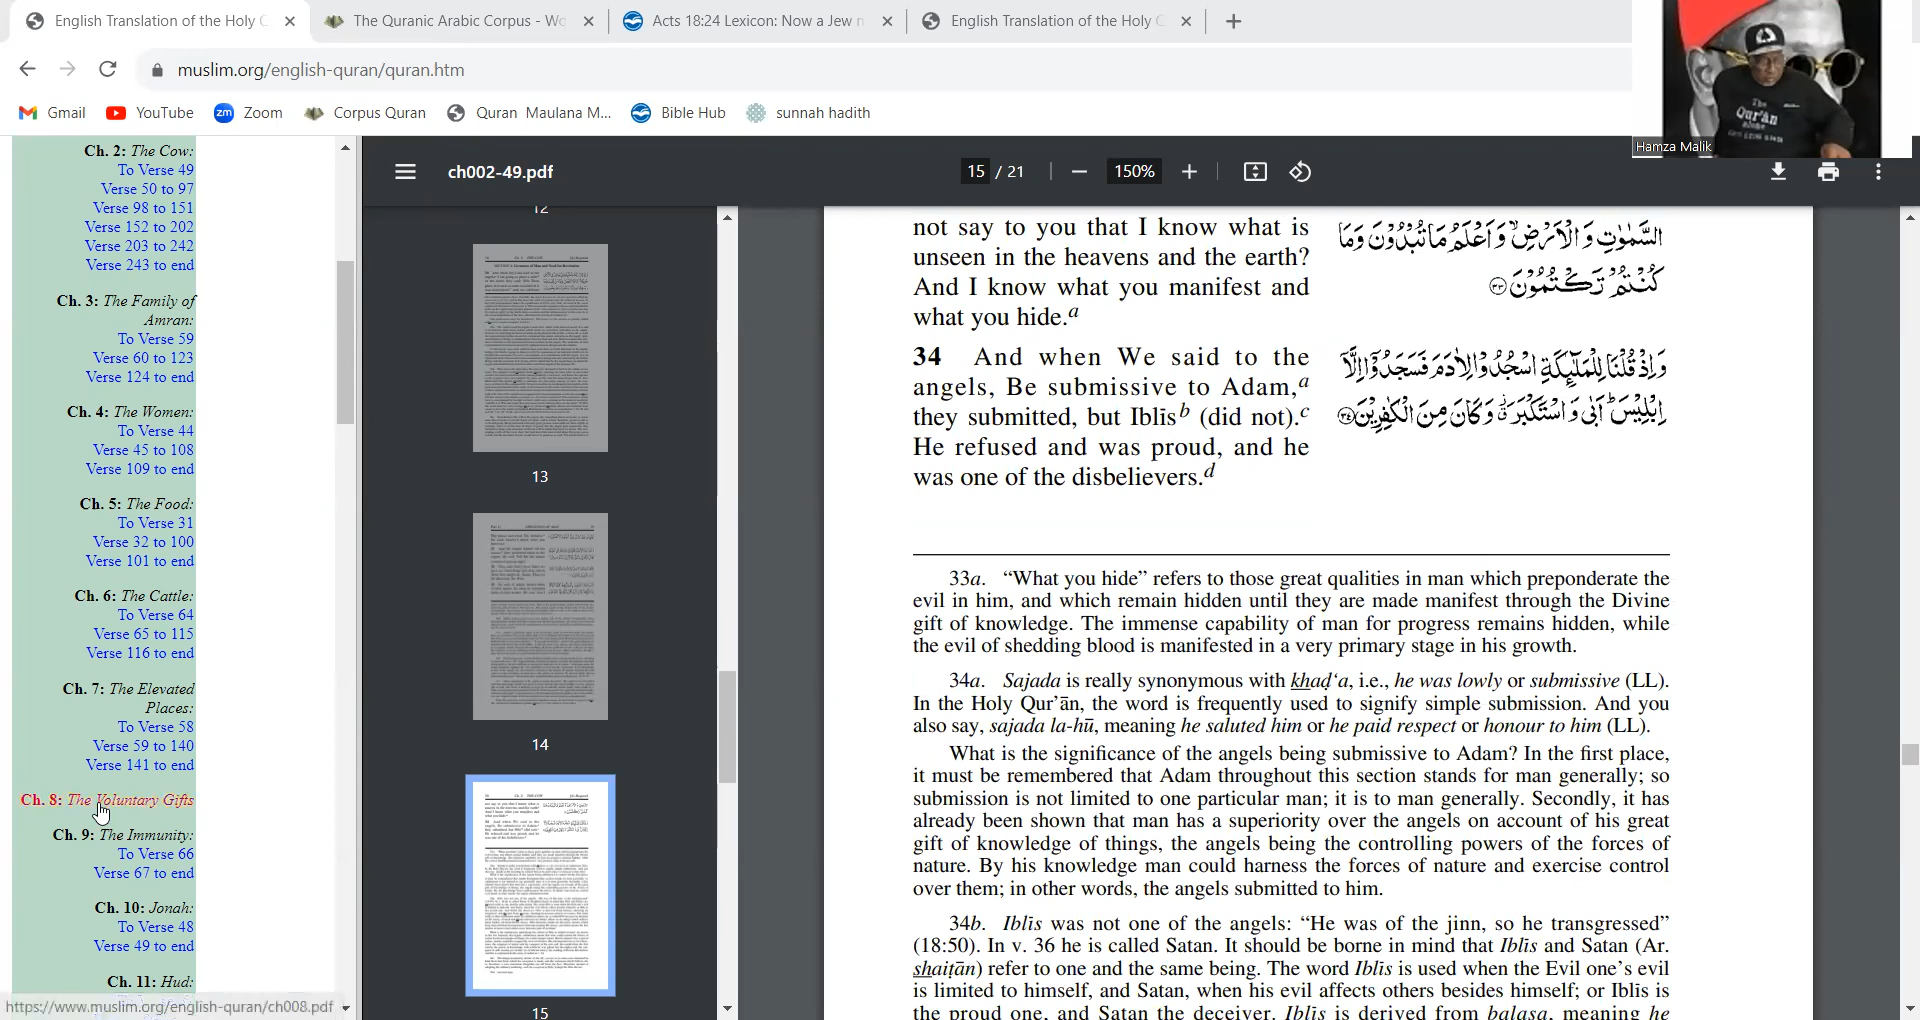 English Translation of the Holy C
The Quranic Arabic Corpus - Wo
Acts 18:24 Lexicon: Now a Jew n
English Translation of the Holy C
muslim.org/english-quran/quran.htm
Gmail
YouTube
Zoom
Corpus Quran
Quran Maulana M...
Bible Hub
sunnah hadith
The
Qur'an
Hamza Malik
Ch. 2: The Cow:
To Verse 49
Verse 50 to 97
Verse 98 to 151
Verse 152 to 202
Verse 203 to 242
Verse 243 to end
Ch. 3: The Family of
Amran:
To Verse 59
Verse 60 to 123
Verse 124 to end
Ch. 4: The Women:
To Verse 44
Verse 45 to 108
Verse 109 to end
Ch. 5: The Food:
To Verse 31
Verse 32 to 100
Verse 101 to end
Ch. 6: The Cattle:
To Verse 64
Verse 65 to 115
Verse 116 to end
Ch. 7: The Elevated
Places:
To Verse 58
Verse 59 to 140
Verse 141 to end
Ch. 8: The Voluntary Gifts
Ch. 9: The Immunity:
To Verse 66
Verse 67 to end
Ch. 10: Jonah:
To Verse 48
Verse 49 to end
Ch. 11: Hud:
https://www.muslim.org/english-quran/ch008.pdf
ch002-49.pdf
15 / 21
150%
12
13
14
15
not say to you that I know what is
unseen in the heavens and the earth?
And I know what you manifest and
what you hide.a
السَّمٰوٰتِ وَ الْاَرْضِ ۙ وَ اَعْلَمُ مَا تُبْدُوْنَ وَمَا
كُنْتُمْ تَكْتُمُوْنَ ﴿۳۳﴾
34 And when We said to the
angels, Be submissive to Adam,a
they submitted, but Iblīsb (did not).c
He refused and was proud, and he
was one of the disbelievers.d
وَ اِذْ قُلْنَا لِلْمَلٰٓئِكَةِ اسْجُدُوْا لِاٰدَمَ فَسَجَدُوْٓا اِلَّآ
اِبْلِيْسَ ؕ اَبٰى وَ اسْتَكْبَرَ ٭۫ وَ كَانَ مِنَ الْكٰفِرِيْنَ ﴿۳۴﴾
33a. “What you hide” refers to those great qualities in man which preponderate the
evil in him, and which remain hidden until they are made manifest through the Divine
gift of knowledge. The immense capability of man for progress remains hidden, while
the evil of shedding blood is manifested in a very primary stage in his growth.
34a. Sajada is really synonymous with khaḍ‘a, i.e., he was lowly or submissive (LL).
In the Holy Qur’ān, the word is frequently used to signify simple submission. And you
also say, sajada la-hū, meaning he saluted him or he paid respect or honour to him (LL).
What is the significance of the angels being submissive to Adam? In the first place,
it must be remembered that Adam throughout this section stands for man generally; so
submission is not limited to one particular man; it is to man generally. Secondly, it has
already been shown that man has a superiority over the angels on account of his great
gift of knowledge of things, the angels being the controlling powers of the forces of
nature. By his knowledge man could harness the forces of nature and exercise control
over them; in other words, the angels submitted to him.
34b. Iblīs was not one of the angels: “He was of the jinn, so he transgressed”
(18:50). In v. 36 he is called Satan. It should be borne in mind that Iblīs and Satan (Ar.
shaiṭān) refer to one and the same being. The word Iblīs is used when the Evil one’s evil
is limited to himself, and Satan, when his evil affects others besides himself; or Iblīs is
the proud one, and Satan the deceiver. Iblīs is derived from balasa, meaning he